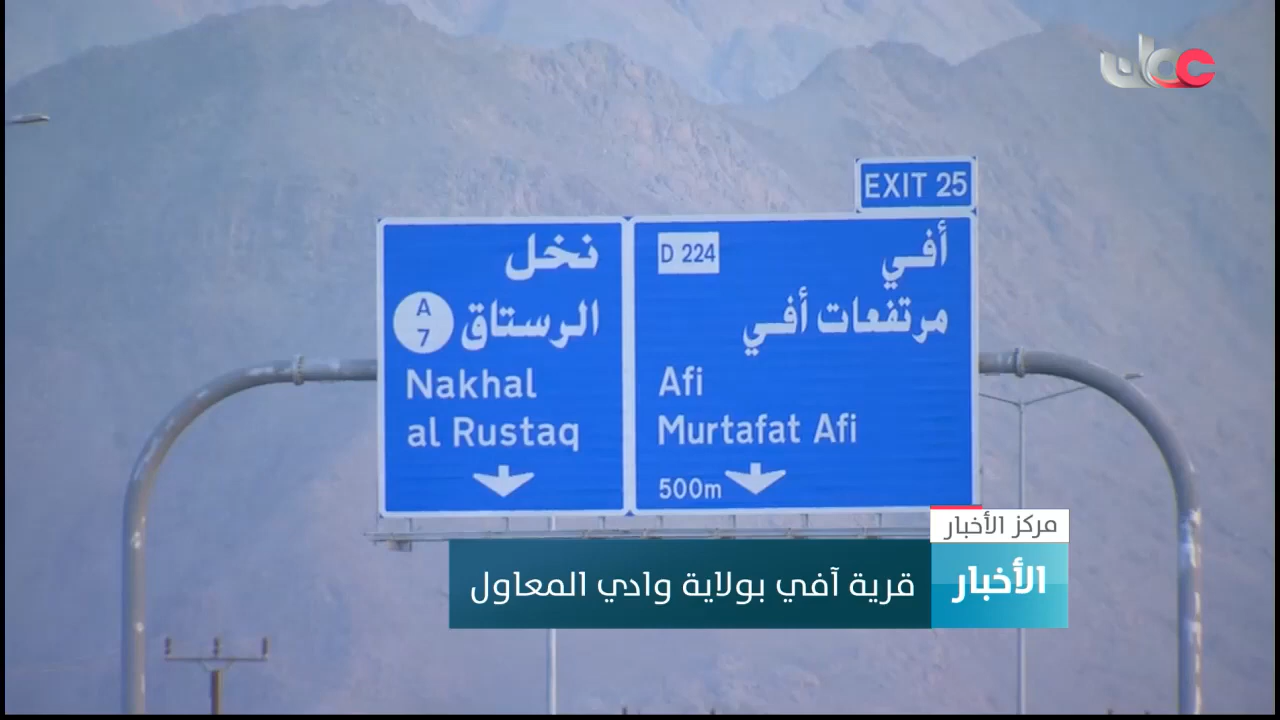 عمان
EXIT 25
أفي
D 224
مرتفعات أفي
Afi
Murtafat Afi
500m
نخل
الرستاق
A
7
Nakhal
al Rustaq
مركز الأخبار
الأخبار
قرية آفي بولاية وادي المعاول